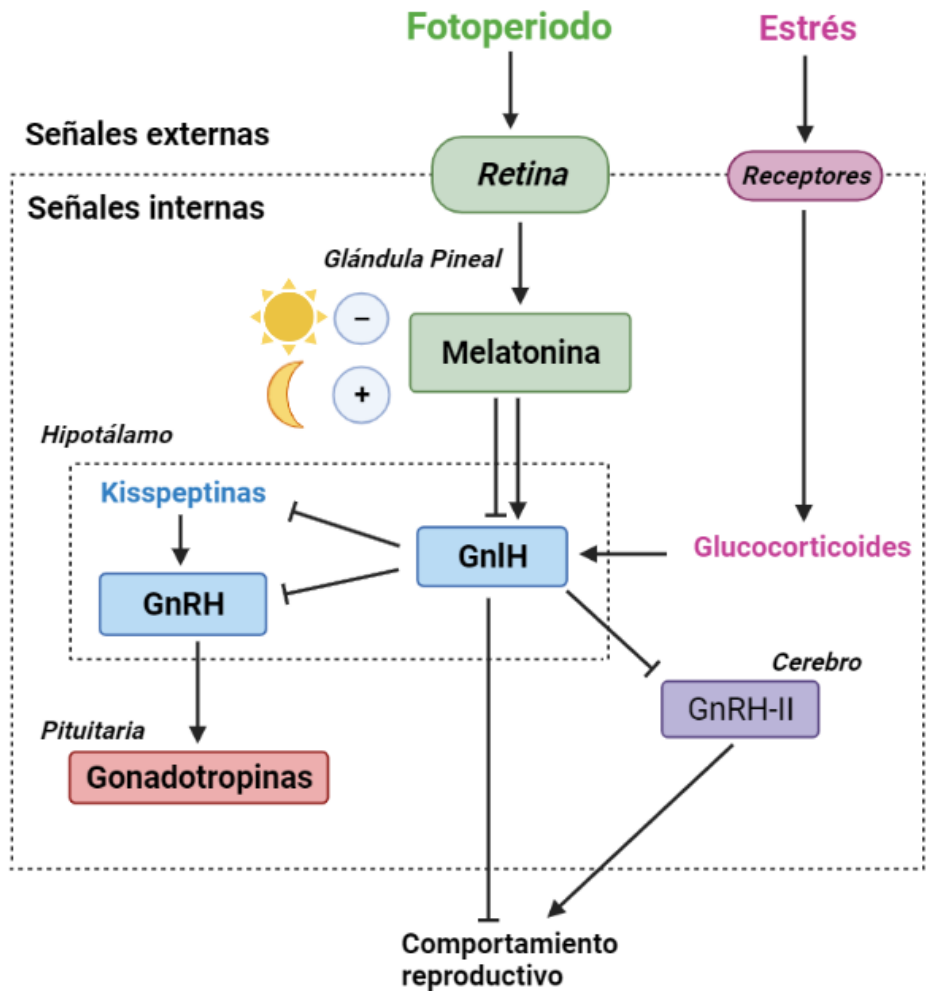 Fotoperiodo
Estrés
Señales externas
Retina
Receptores
Señales internas
Glándula Pineal
−
Melatonina
+
Hipotálamo
Kisspeptinas
GnlH
Glucocorticoides
GnRH
Cerebro
GnRH-II
Pituitaria
Gonadotropinas
Comportamiento
reproductivo